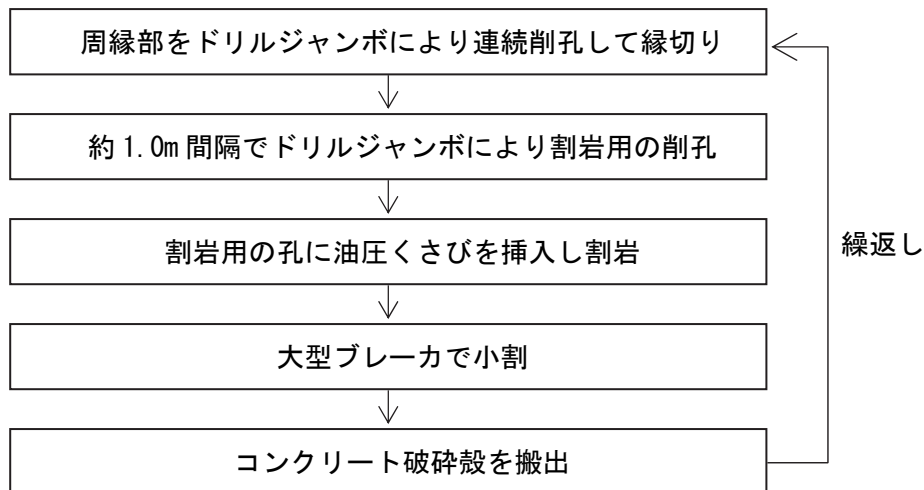 周縁部をドリルジャンボにより連続削孔して縁切り
約1.0m間隔でドリルジャンボにより割岩用の削孔
割岩用の孔に油圧くさびを挿入し割岩
繰返し
大型ブレーカで小割
コンクリート破砕殻を搬出